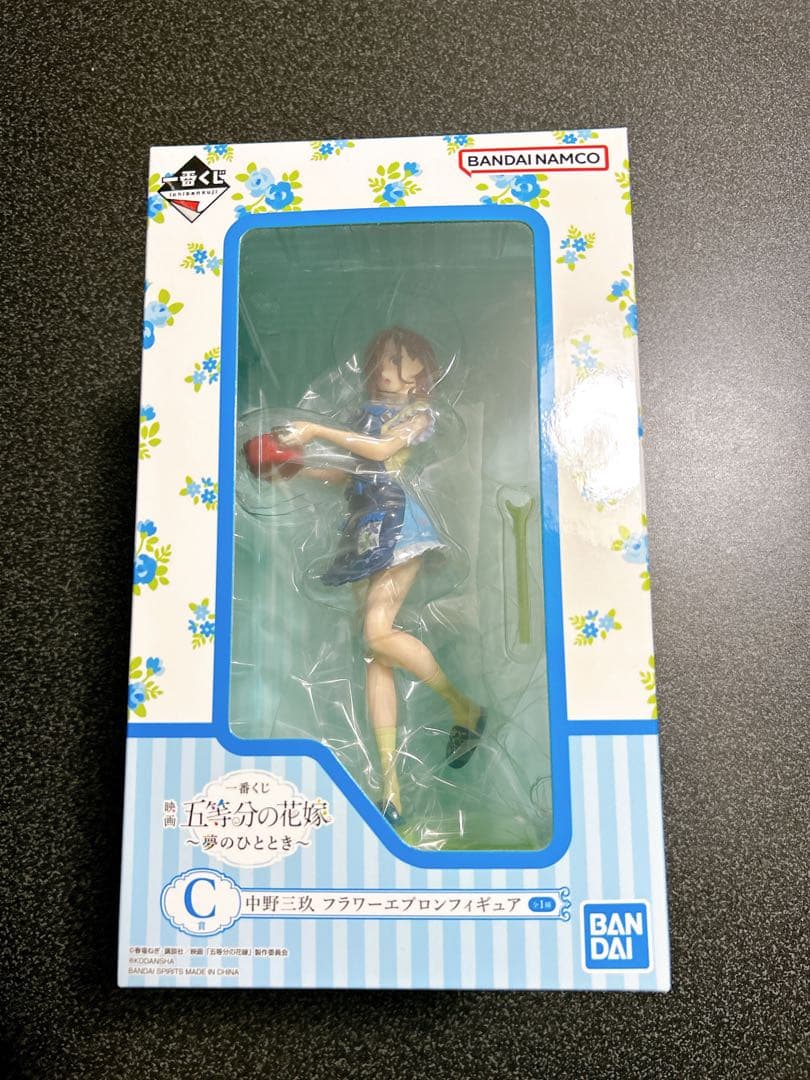 一番くじ
ichibankuji
BANDAI NAMCO
一番くじ
映画 五等分の花嫁
～夢のひととき～
C賞 中野三玖 フラワーエプロンフィギュア 全1種
©春場ねぎ・講談社／映画「五等分の花嫁」製作委員会
®KODANSHA
BANDAI SPIRITS MADE IN CHINA
BAN
DAI